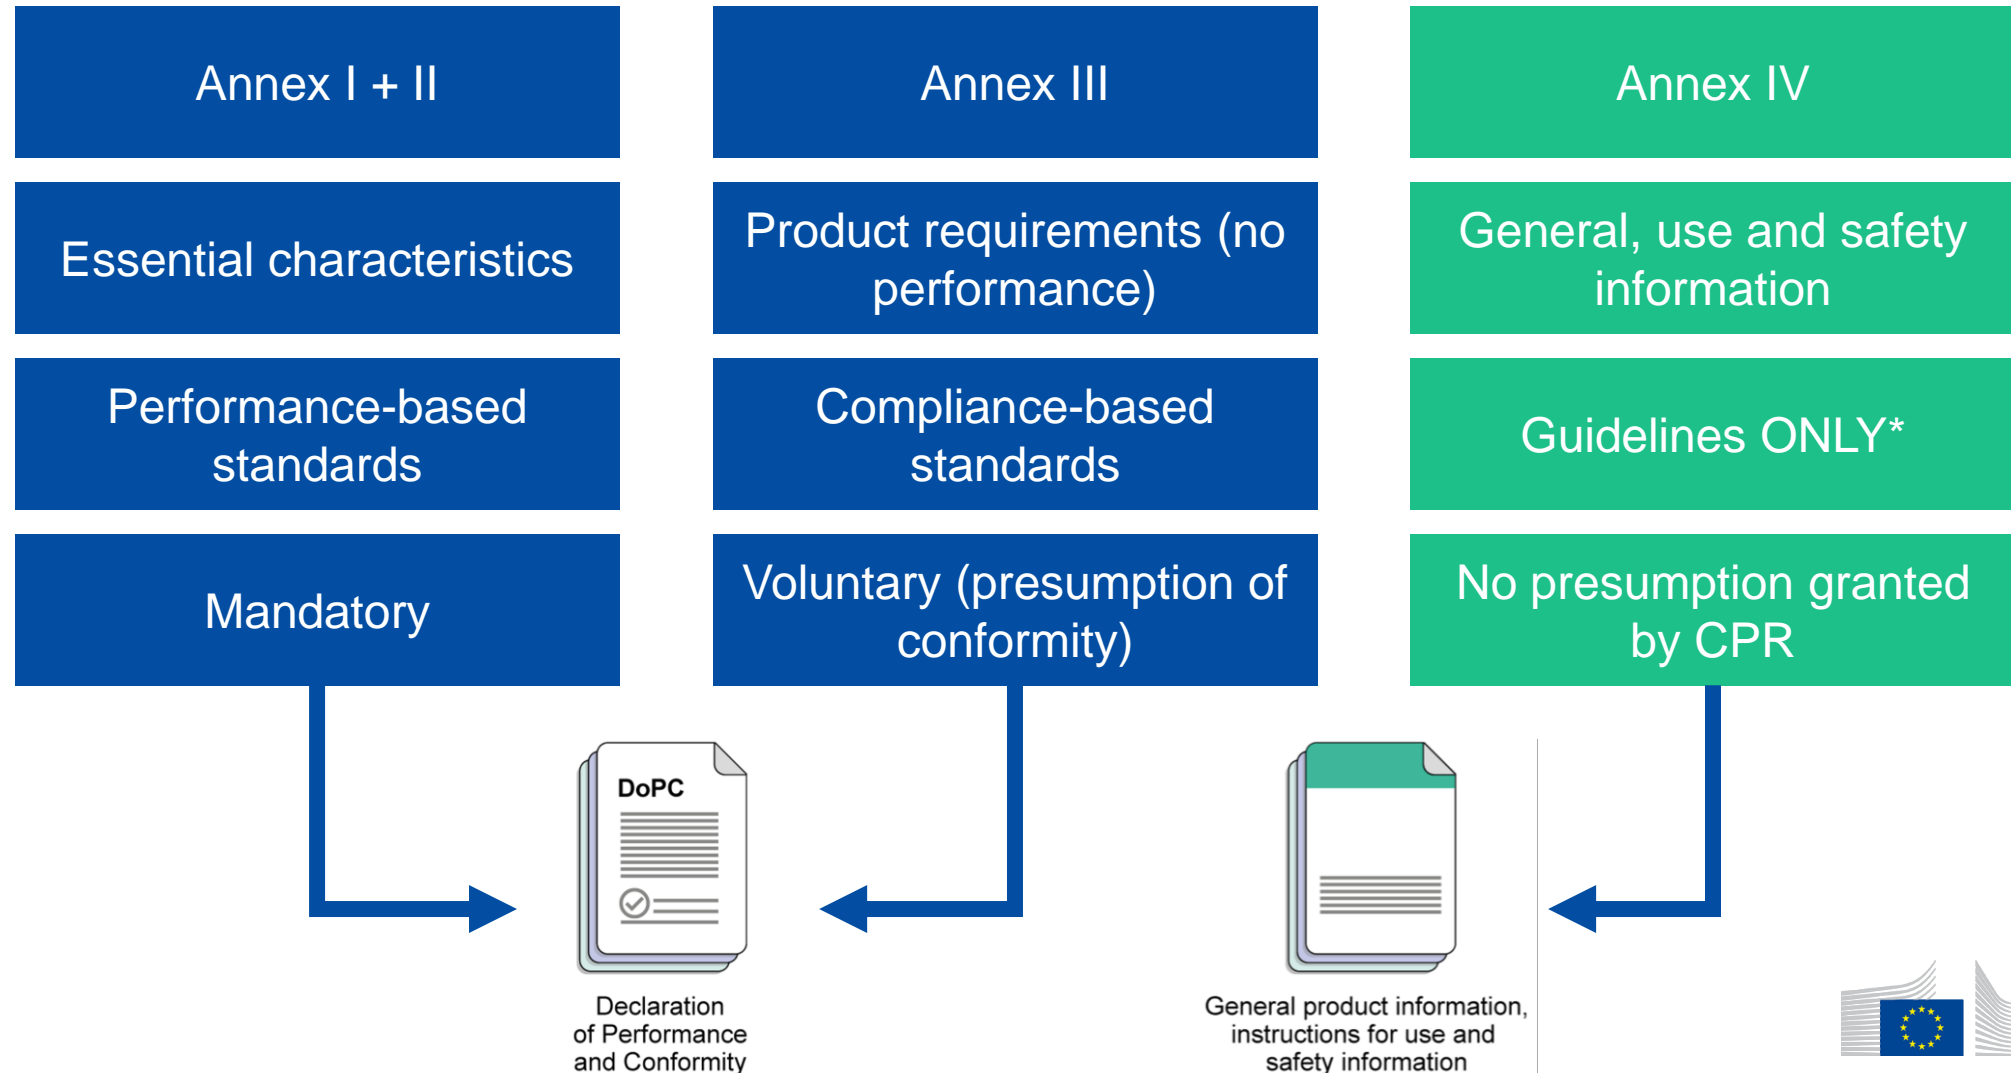 Annex I + II
Annex III
Annex IV
Essential characteristics
Product requirements (no
performance)
General, use and safety
information
Performance-based
standards
Compliance-based
standards
Guidelines ONLY*
Mandatory
Voluntary (presumption of
conformity)
No presumption granted
by CPR
DoPC
Declaration
of Performance
and Conformity
General product information,
instructions for use and
safety information